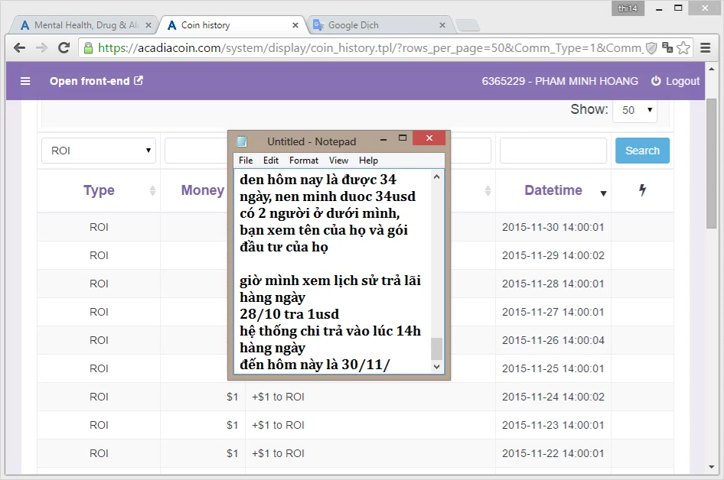 thi14
Mental Health, Drug & Al
Coin history
Google Dịch
https://acadiacoin.com/system/display/coin_history.tpl/?rows_per_page=50&Comm_Type=1&Comm_
Open front-end
6365229 - PHAM MINH HOANG
Logout
Show: 50
ROI
Search
Type
Money
Datetime
ROI 2015-11-30 14:00:01
ROI 2015-11-29 14:00:02
ROI 2015-11-28 14:00:01
ROI 2015-11-27 14:00:01
ROI 2015-11-26 14:00:04
ROI 2015-11-25 14:00:01
ROI $1 +$1 to ROI 2015-11-24 14:00:02
ROI $1 +$1 to ROI 2015-11-23 14:00:01
ROI $1 +$1 to ROI 2015-11-22 14:00:01
Untitled - Notepad
File Edit Format View Help
den hôm nay là được 34
ngày, nen minh duoc 34usd
có 2 người ở dưới mình,
bạn xem tên của họ và gói
đầu tư của họ
giờ mình xem lịch sử trả lãi
hàng ngày
28/10 tra 1usd
hệ thống chi trả vào lúc 14h
hàng ngày
đến hôm này là 30/11/